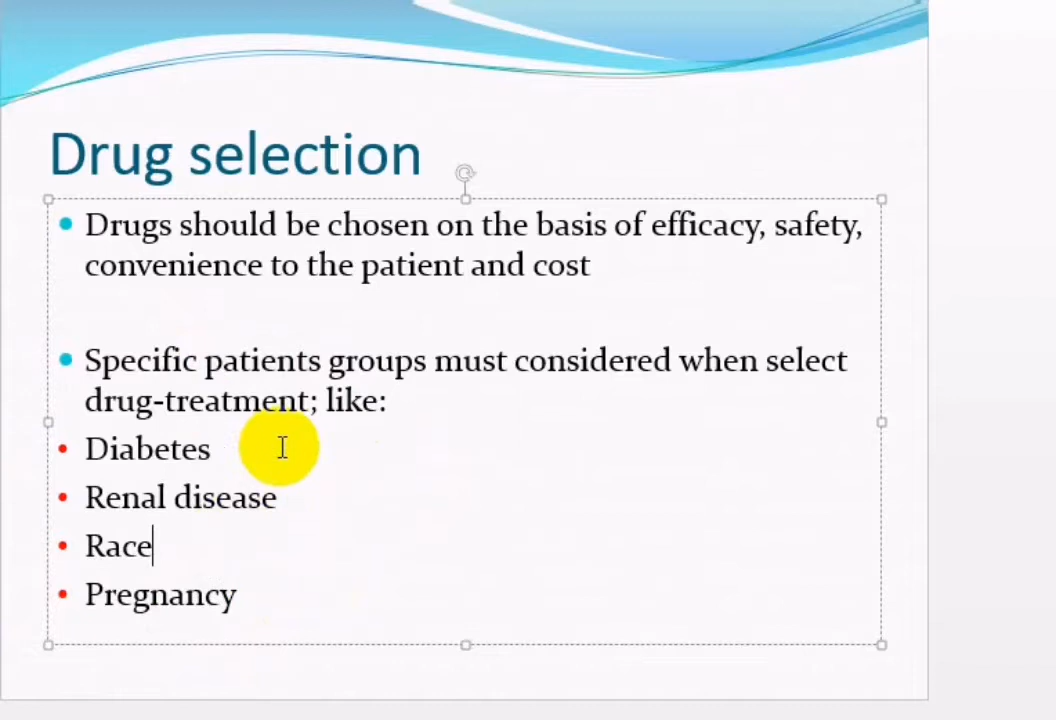 Drug selection
Drugs should be chosen on the basis of efficacy, safety,
convenience to the patient and cost
Specific patients groups must considered when select
drug-treatment; like:
Diabetes
Renal disease
Race
Pregnancy